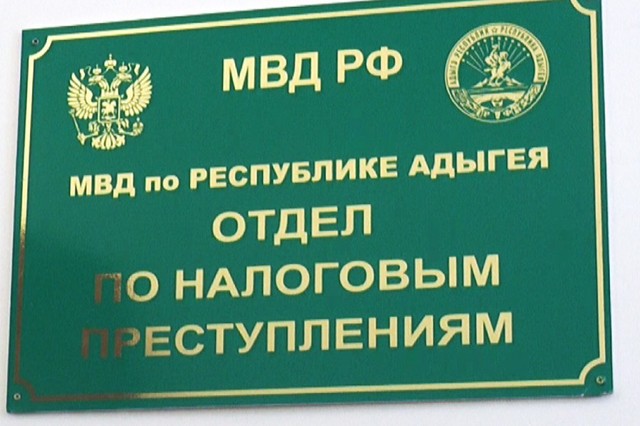 МВД РФ
МВД по РЕСПУБЛИКЕ АДЫГЕЯ
ОТДЕЛ
ПО НАЛОГОВЫМ
ПРЕСТУПЛЕНИЯМ